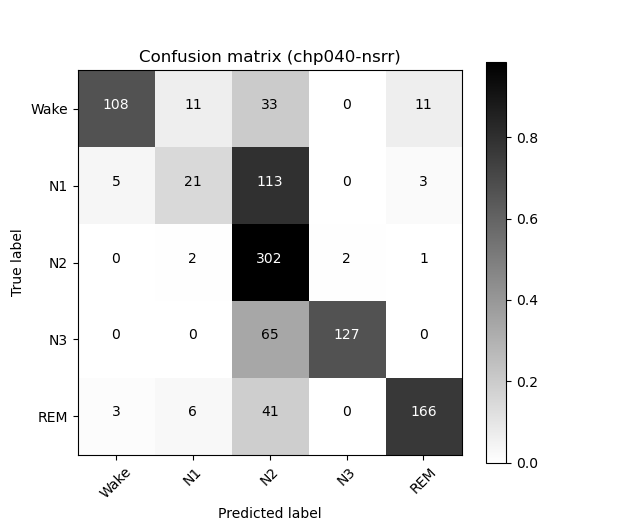 Confusion matrix (chp040-nsrr)
True label
Wake 108 11 33 0 11
N1 5 21 113 0 3
N2 0 2 302 2 1
N3 0 0 65 127 0
REM 3 6 41 0 166
Wake N1 N2 N3 REM
Predicted label
0.8
0.6
0.4
0.2
0.0